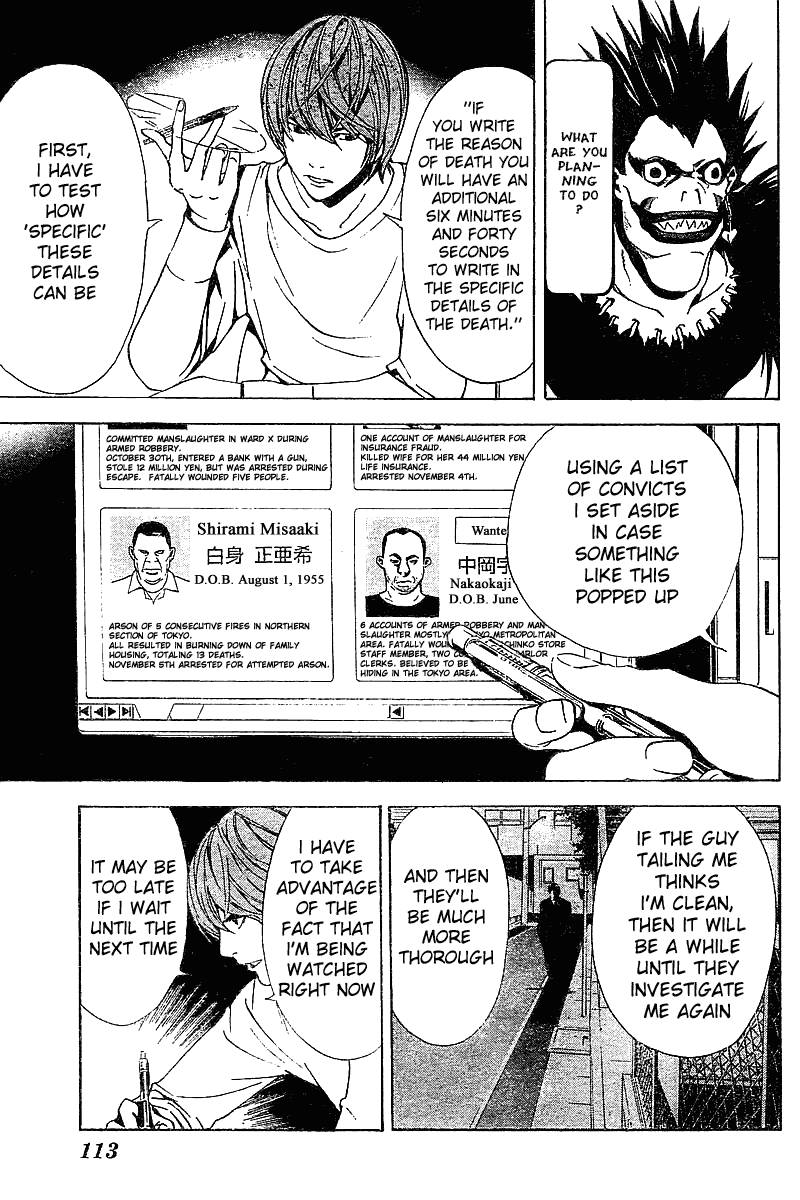 WHAT
ARE YOU
PLAN-
NING
TO DO
?
"IF
YOU WRITE
THE REASON
OF DEATH YOU
WILL HAVE AN
ADDITIONAL
SIX MINUTES
AND FORTY
SECONDS
TO WRITE IN
THE SPECIFIC
DETAILS OF
THE DEATH."
FIRST,
I HAVE
TO TEST
HOW
'SPECIFIC'
THESE
DETAILS
CAN BE
USING A LIST
OF CONVICTS
I SET ASIDE
IN CASE
SOMETHING
LIKE THIS
POPPED UP
COMMITTED MANSLAUGHTER IN WARD X DURING
ARMED ROBBERY.
OCTOBER 30TH, ENTERED A BANK WITH A GUN,
STOLE 12 MILLION YEN, BUT WAS ARRESTED DURING
ESCAPE. FATALLY WOUNDED FIVE PEOPLE.
ONE ACCOUNT OF MANSLAUGHTER FOR
INSURANCE FRAUD.
KILLED WIFE FOR HER 44 MILLION YEN
LIFE INSURANCE.
ARRESTED NOVEMBER 4TH.
Shirami Misaaki
白身 正亜希
D.O.B. August 1, 1955
ARSON OF 5 CONSECUTIVE FIRES IN NORTHERN
SECTION OF TOKYO.
ALL RESULTED IN BURNING DOWN OF FAMILY
HOUSING, TOTALING 13 DEATHS.
NOVEMBER 5TH ARRESTED FOR ATTEMPTED ARSON.
Wante
中岡字
Nakaokaji
D.O.B. June
6 ACCOUNTS OF ARMED ROBBERY AND MAN
SLAUGHTER MOSTLY METROPOLITAN
AREA. FATALLY STORE
STAFF MEMBER, TWO
CLERKS. BELIEVED TO BE
HIDING IN THE TOKYO AREA.
IF THE GUY
TAILING ME
THINKS
I'M CLEAN,
THEN IT WILL
BE A WHILE
UNTIL THEY
INVESTIGATE
ME AGAIN
AND THEN
THEY'LL
BE MUCH
MORE
THOROUGH
I HAVE
TO TAKE
ADVANTAGE
OF THE
FACT THAT
I'M BEING
WATCHED
RIGHT NOW
IT MAY BE
TOO LATE
IF I WAIT
UNTIL THE
NEXT TIME
113